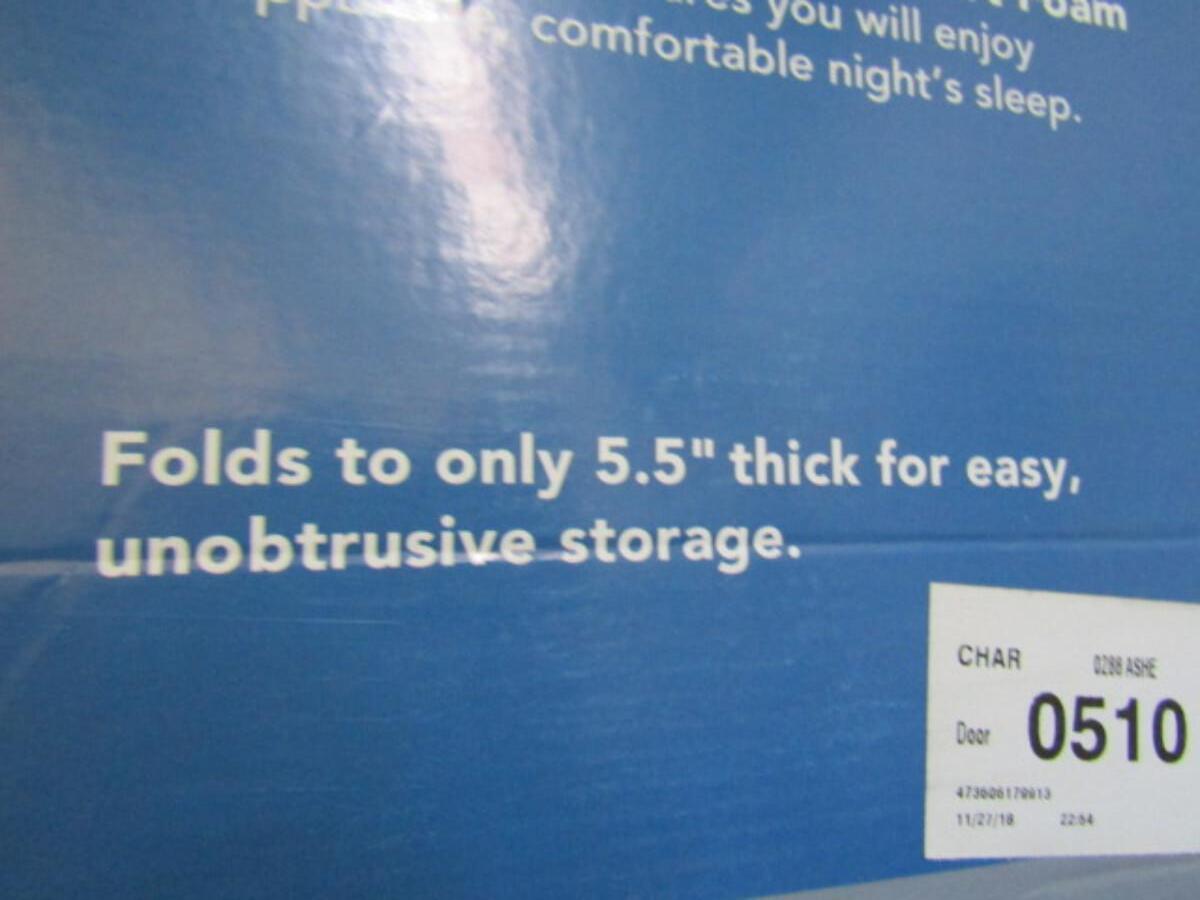 Foam
you will enjoy
comfortable night's sleep.
Folds to only 5.5" thick for easy,
unobtrusive storage.
CHAR 0288 ASHE
Door 0510
11/27/18 22:54